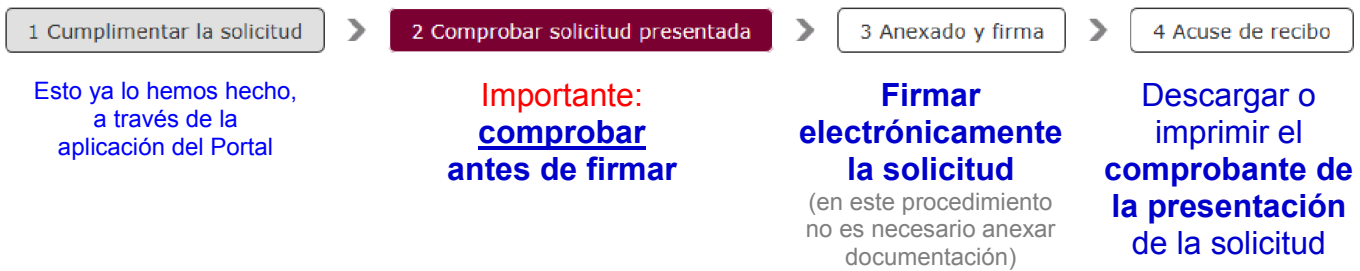 1 Cumplimentar la solicitud
2 Comprobar solicitud presentada
3 Anexado y firma
4 Acuse de recibo
Esto ya lo hemos hecho,
a través de la
aplicación del Portal
Importante:
comprobar
antes de firmar
Firmar
electrónicamente
la solicitud
(en este procedimiento
no es necesario anexar
documentación)
Descargar o
imprimir el
comprobante de
la presentación
de la solicitud